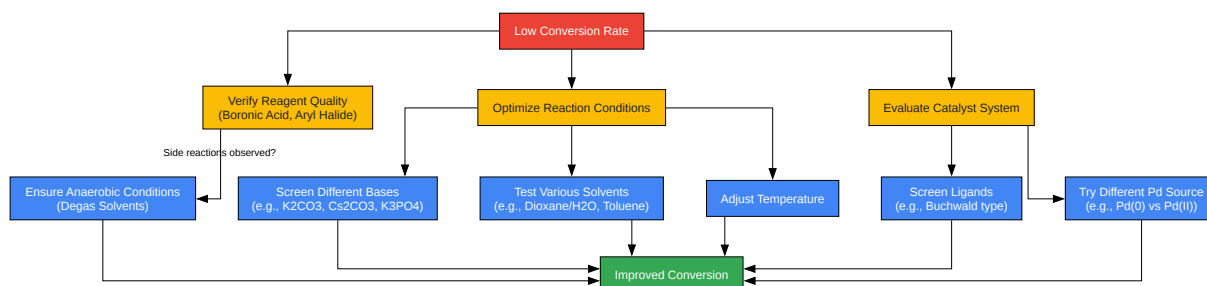 Low Conversion Rate
Verify Reagent Quality
(Boronic Acid, Aryl Halide)
Optimize Reaction Conditions
Evaluate Catalyst System
Side reactions observed?
Ensure Anaerobic Conditions
(Degas Solvents)
Screen Different Bases
(e.g., K2CO3, Cs2CO3, K3PO4)
Test Various Solvents
(e.g., Dioxane/H2O, Toluene)
Adjust Temperature
Screen Ligands
(e.g., Buchwald type)
Try Different Pd Source
(e.g., Pd(0) vs Pd(II))
Improved Conversion